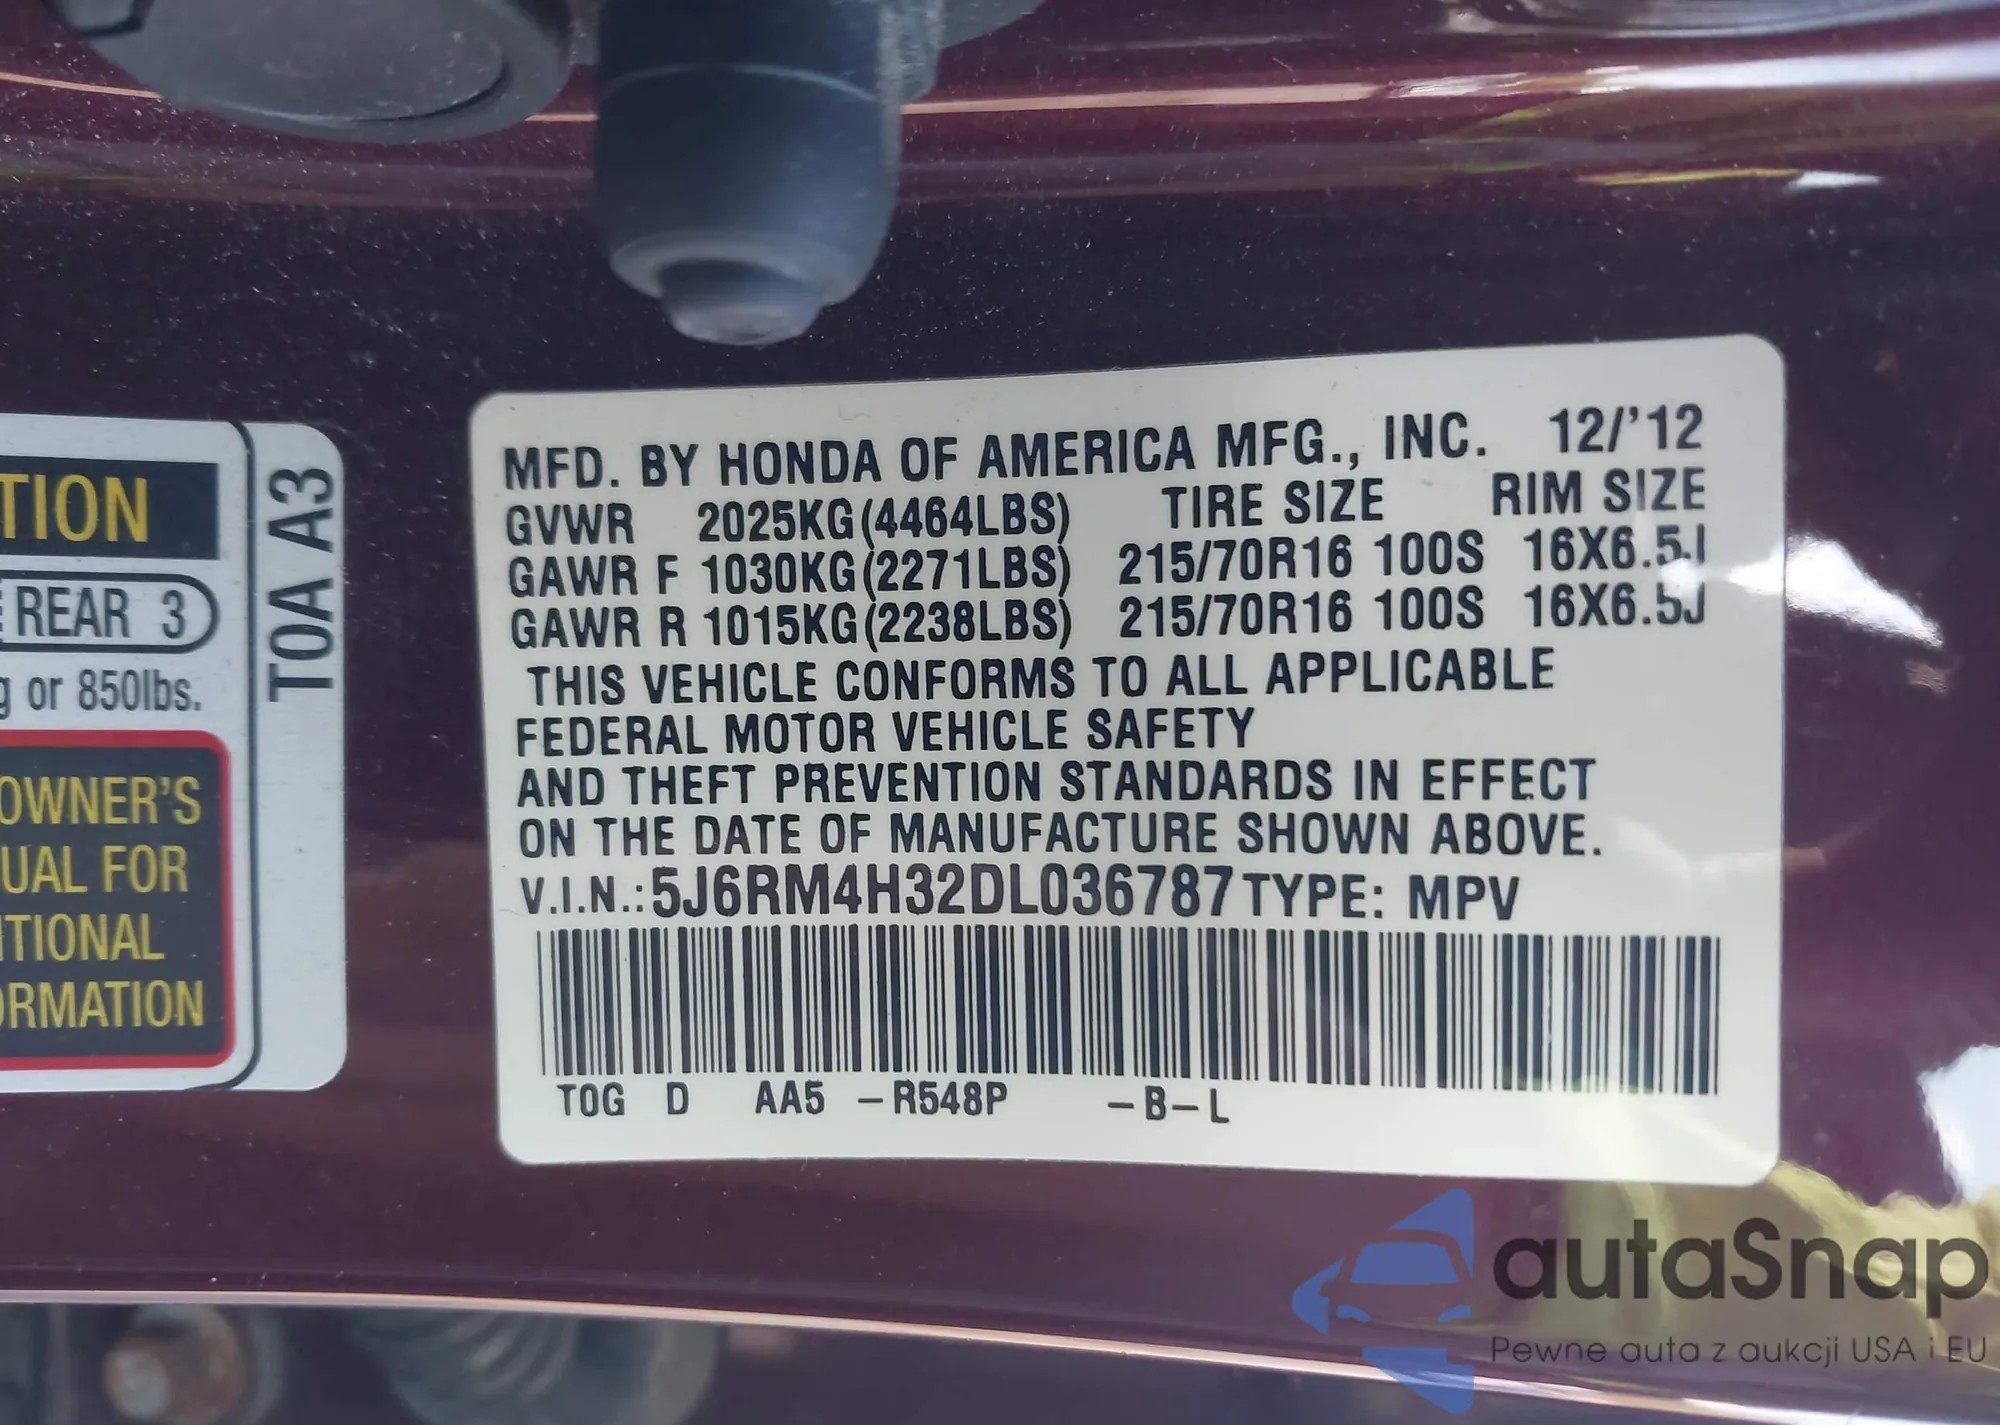 TION
REAR 3
g or 850lbs.
OWNER'S
UAL FOR
ITIONAL
ORMATION
T0A A3
MFD. BY HONDA OF AMERICA MFG., INC. 12/'12
GVWR 2025KG(4464LBS) TIRE SIZE RIM SIZE
GAWR F 1030KG(2271LBS) 215/70R16 100S 16X6.5J
GAWR R 1015KG(2238LBS) 215/70R16 100S 16X6.5J
THIS VEHICLE CONFORMS TO ALL APPLICABLE
FEDERAL MOTOR VEHICLE SAFETY
AND THEFT PREVENTION STANDARDS IN EFFECT
ON THE DATE OF MANUFACTURE SHOWN ABOVE.
V.I.N.:5J6RM4H32DL036787 TYPE: MPV
T0G D AA5 -R548P -B-L
autaSnap
Pewne auta z aukcji USA i EU